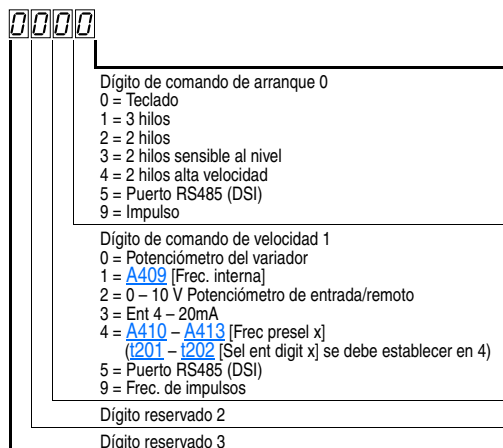 0000
Dígito de comando de arranque 0
0 = Teclado
1 = 3 hilos
2 = 2 hilos
3 = 2 hilos sensible al nivel
4 = 2 hilos alta velocidad
5 = Puerto RS485 (DSI)
9 = Impulso
Dígito de comando de velocidad 1
0 = Potenciómetro del variador
1 = A409 [Frec. interna]
2 = 0 – 10 V Potenciómetro de entrada/remoto
3 = Ent 4 – 20mA
4 = A410 – A413 [Frec presel x]
(t201 – t202 [Sel ent digit x] se debe establecer en 4)
5 = Puerto RS485 (DSI)
9 = Frec. de impulsos
Dígito reservado 2
Dígito reservado 3